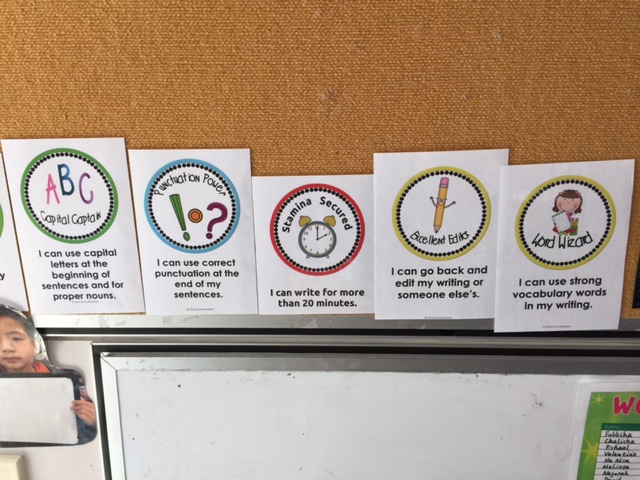 ABC
Capital Captain
I can use capital
letters at the
beginning of
sentences and for
proper nouns.
Punctuation Power
! ?
I can use correct
punctuation at the
end of my
sentences.
Stamina Secured
I can write for more
than 20 minutes.
Excellent Editor
I can go back and
edit my writing or
someone else's.
Word Wizard
I can use strong
vocabulary words
in my writing.